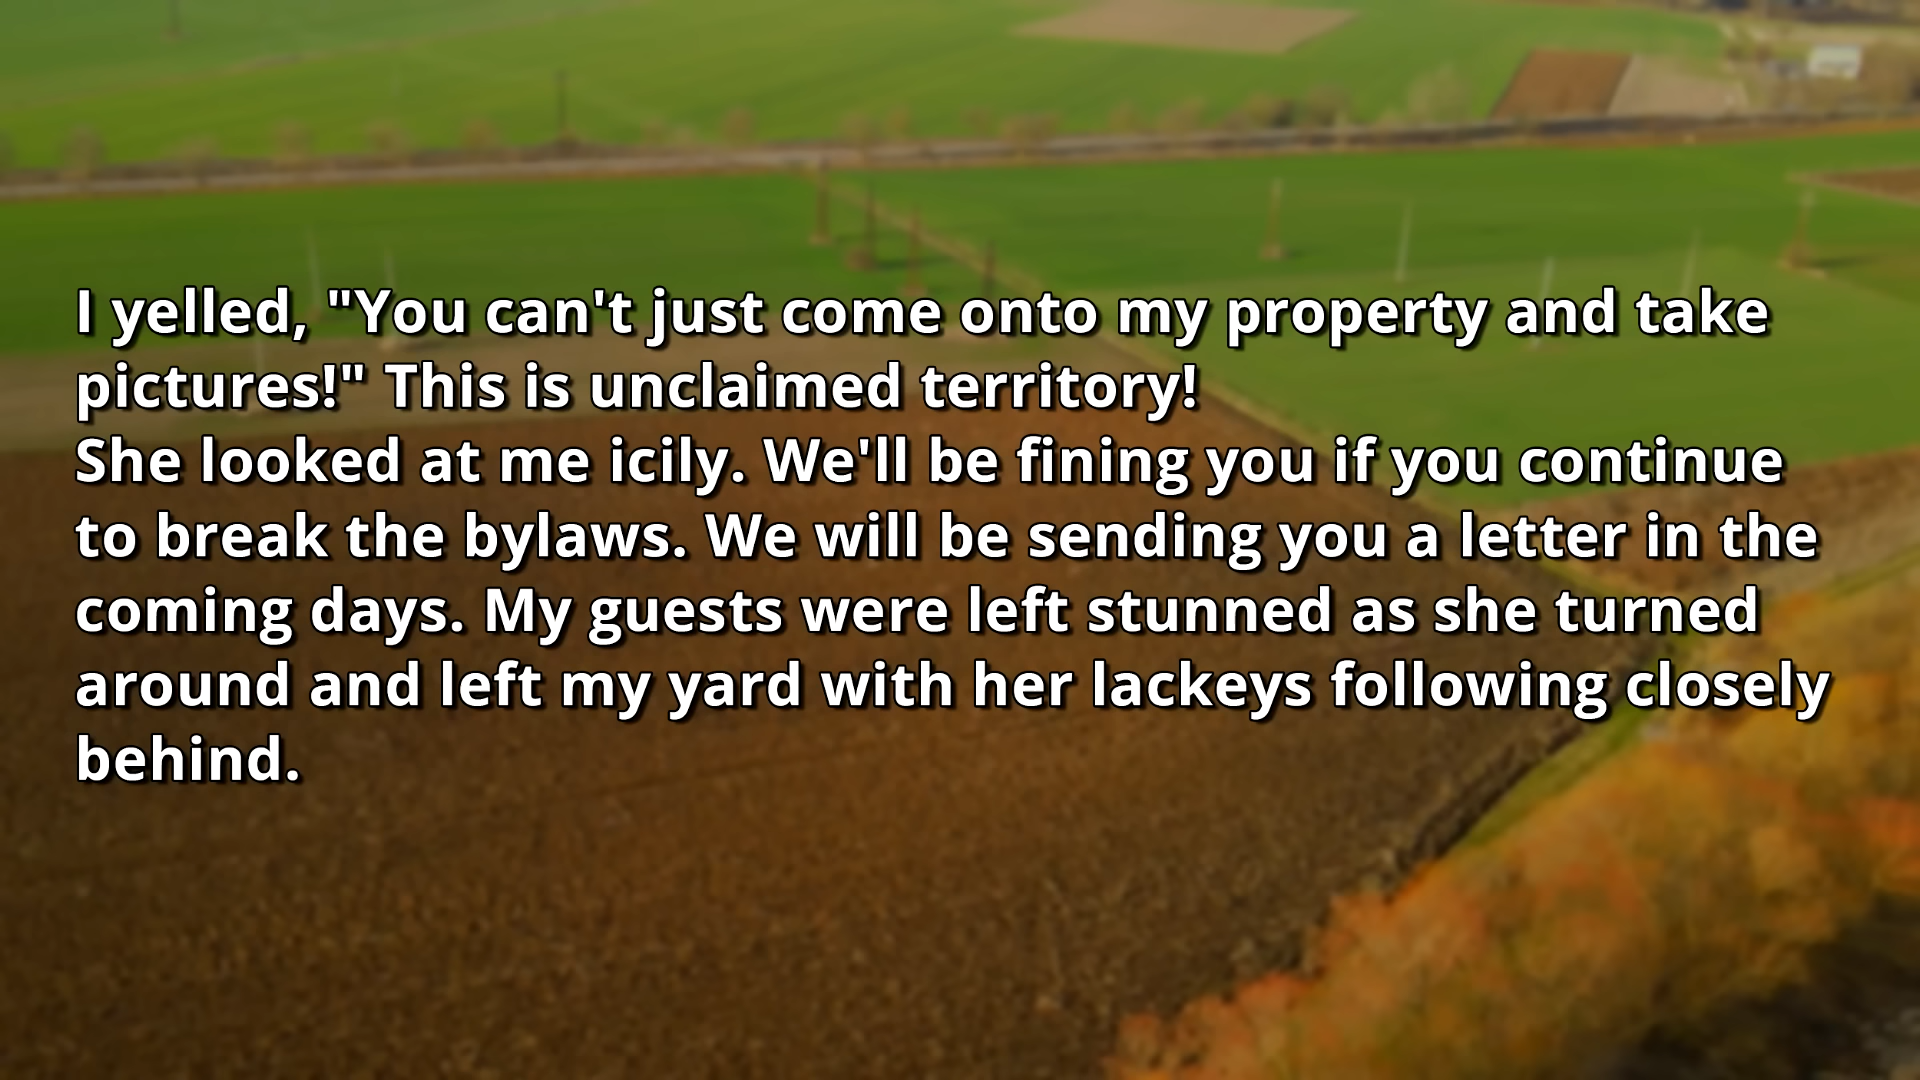 I yelled, "You can't just come onto my property and take
pictures!" This is unclaimed territory!
She looked at me icily. We'll be fining you if you continue
to break the bylaws. We will be sending you a letter in the
coming days. My guests were left stunned as she turned
around and left my yard with her lackeys following closely
behind.